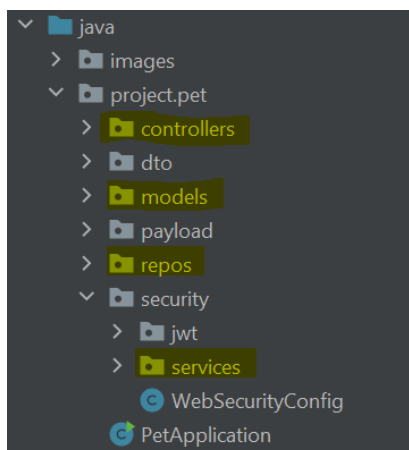 java
images
project.pet
controllers
dto
models
payload
repos
security
jwt
services
WebSecurityConfig
PetApplication